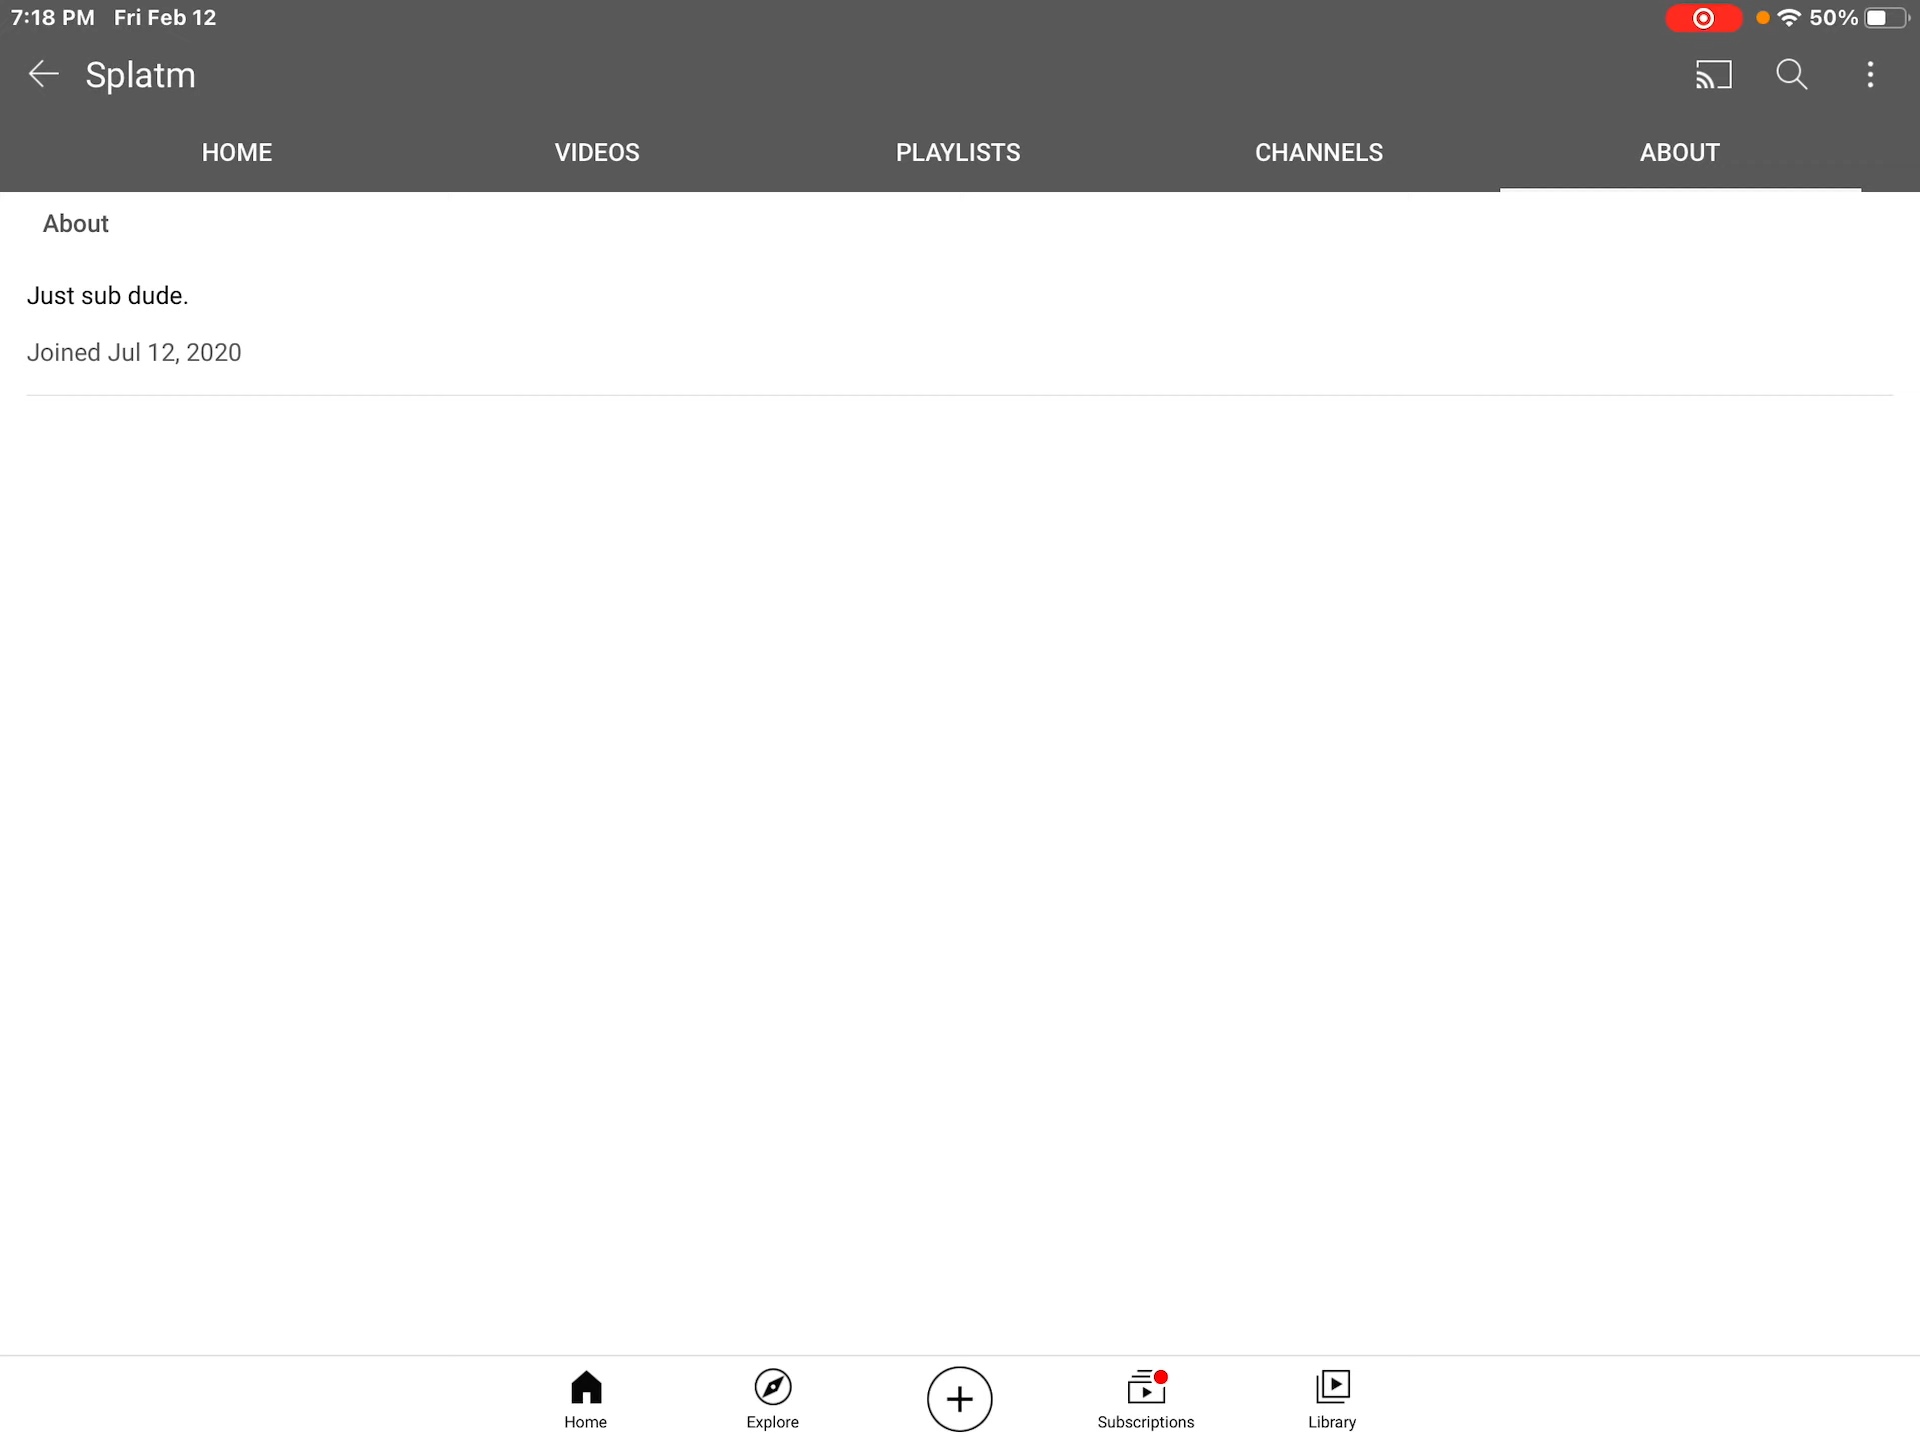 7:18 PM Fri Feb 12 50%
Splatm
HOME VIDEOS PLAYLISTS CHANNELS ABOUT
About
Just sub dude.
Joined Jul 12, 2020
Home Explore Subscriptions Library